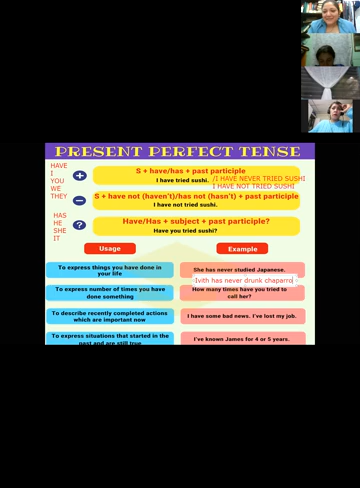 PRESENT PERFECT TENSE
HAVE
I
YOU
WE
THEY
S + have/has + past participle
I have tried sushi. /I HAVE NEVER TRIED SUSHI
I HAVE NOT TRIED SUSHI
S + have not (haven't)/has not (hasn't) + past participle
I have not tried sushi.
HAS
HE
SHE
IT
Have/Has + subject + past participle?
Have you tried sushi?
Usage
Example
To express things you have done in
your life
She has never studied Japanese.
Ivith has never drunk chaparro
To express number of times you have
done something
How many times have you tried to
call her?
To describe recently completed actions
which are important now
I have some bad news. I've lost my job.
To express situations that started in the
past and are still true
I've known James for 4 or 5 years.